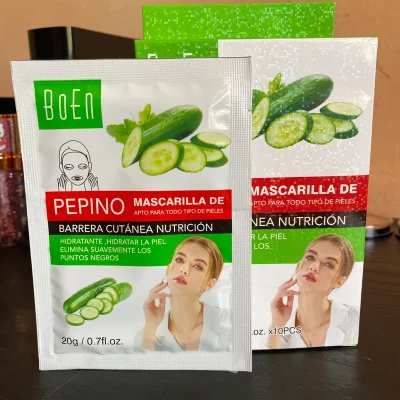 BOEN
PEPINO MASCARILLA DE
APTO PARA TODO TIPO DE PIELES
BARRERA CUTÁNEA NUTRICIÓN
HIDRATANTE ,HIDRATAR LA PIEL
ELIMINA SUAVEMENTE LOS
PUNTOS NEGROS
20g / 0.7fl.oz.
MASCARILLA DE
APTO PARA TODO TIPO DE PIELES
NEA NUTRICIÓN
AR LA PIEL
LOS
.oz. x10PCS